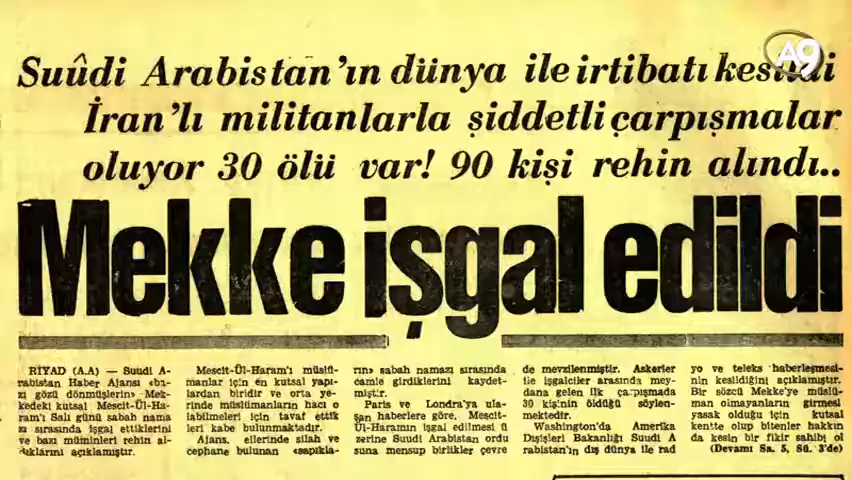 A9
Suûdi Arabistan'ın dünya ile irtibatı kesildi
İran'lı militanlarla şiddetli çarpışmalar
oluyor 30 ölü var! 90 kişi rehin alındı..
Mekke işgal edildi
RİYAD (A.A) — Suudi A-
rabistan Haber Ajansı «ba-
zı gözü dönmüşlerin» Mek-
kedeki kutsal Mescit-Ül-Ha-
ram'ı Salı günü sabah nama
zı sırasında işgal ettiklerini
ve bazı müminleri rehin al-
dıklarını açıklamıştır.
Mescit-Ül-Haram'ı müslü-
manlar için en kutsal yapı-
lardan biridir ve orta ye-
rinde müslümanların hacı o
labilmeleri için tavaf ettik
leri kabe bulunmaktadır.
Ajans, ellerinde silah ve
cephane bulunan «sapıkla-
rın» sabah namazı sırasında
camie girdiklerini kaydet-
miştir.
Paris ve Londra'ya ula-
şan haberlere göre, Mescit-
Ül-Haramın işgal edilmesi ü
zerine Suudi Arabistan ordu
suna mensup birlikler çevre
de mevzilenmiştir. Askerler
ile işgalciler arasında mey-
dana gelen ilk çarpışmada
30 kişi'nin öldüğü söylen-
mektedir.
Washington'da Amerika
Dışişleri Bakanlığı Suudi A
rabistan'ın dış dünya ile rad
yo ve teleks haberleşmesi-
nin kesildiğini açıklamıştır.
Bir sözcü Mekke'ye müslü-
man olmayanların girmesi
yasak olduğu için kutsal
kentte olup bitenler hakkın
da kesin bir fikir sahibi ol
(Devamı Sa. 5, Sü. 3'de)